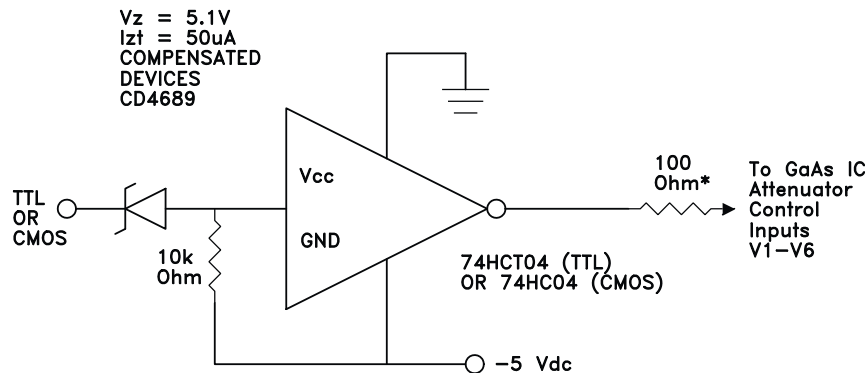 Vz = 5.1V
Izt = 50uA
COMPENSATED
DEVICES
CD4689
Vcc
GND
TTL
OR
CMOS
10k
Ohm
100
Ohm*
To GaAs IC
Attenuator
Control
Inputs
V1-V6
74HCT04 (TTL)
OR 74HC04 (CMOS)
-5 Vdc